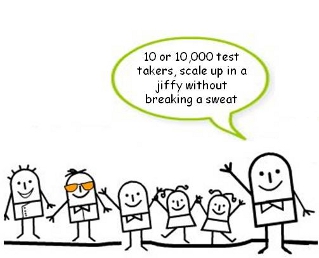 10 or 10,000 test
takers, scale up in a
jiffy without
breaking a sweat